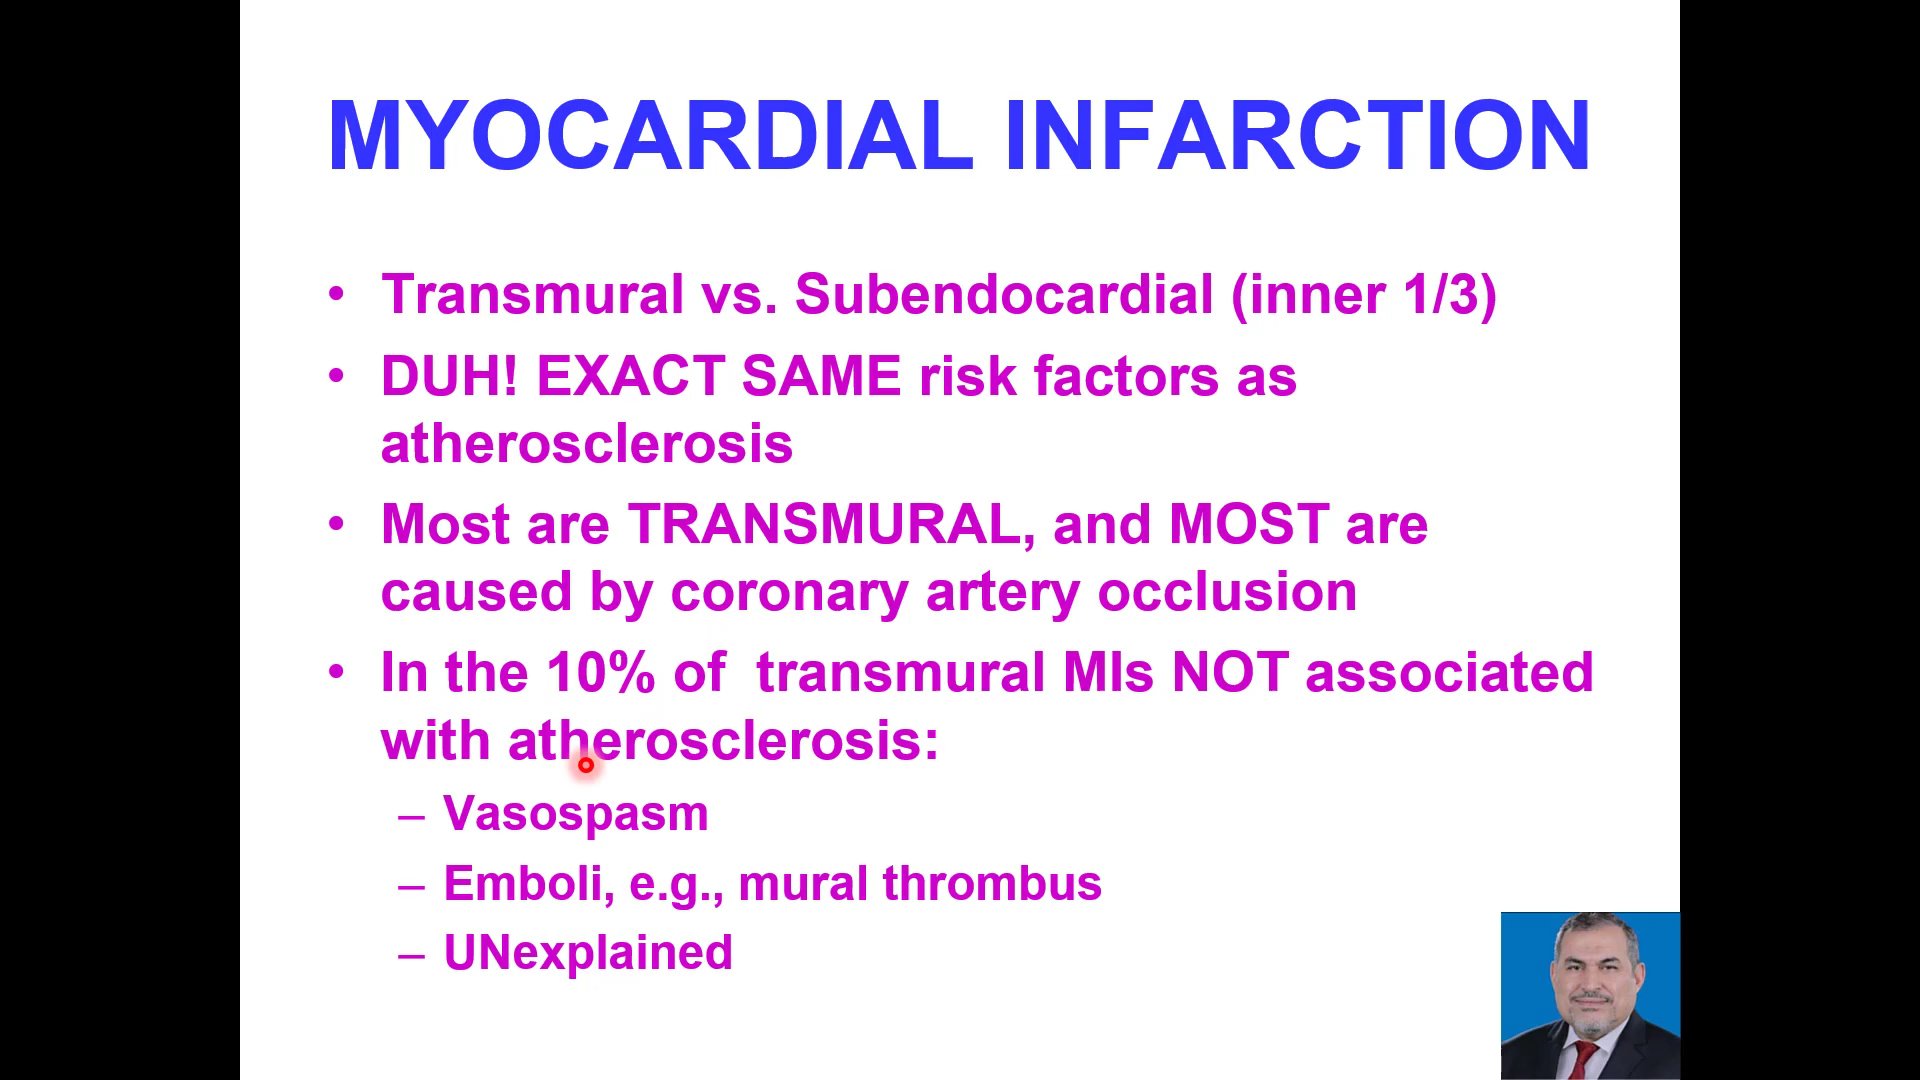 MYOCARDIAL INFARCTION
• Transmural vs. Subendocardial (inner 1/3)
• DUH! EXACT SAME risk factors as
atherosclerosis
• Most are TRANSMURAL, and MOST are
caused by coronary artery occlusion
• In the 10% of  transmural MIs NOT associated
with atherosclerosis:
– Vasospasm
– Emboli, e.g., mural thrombus
– UNexplained